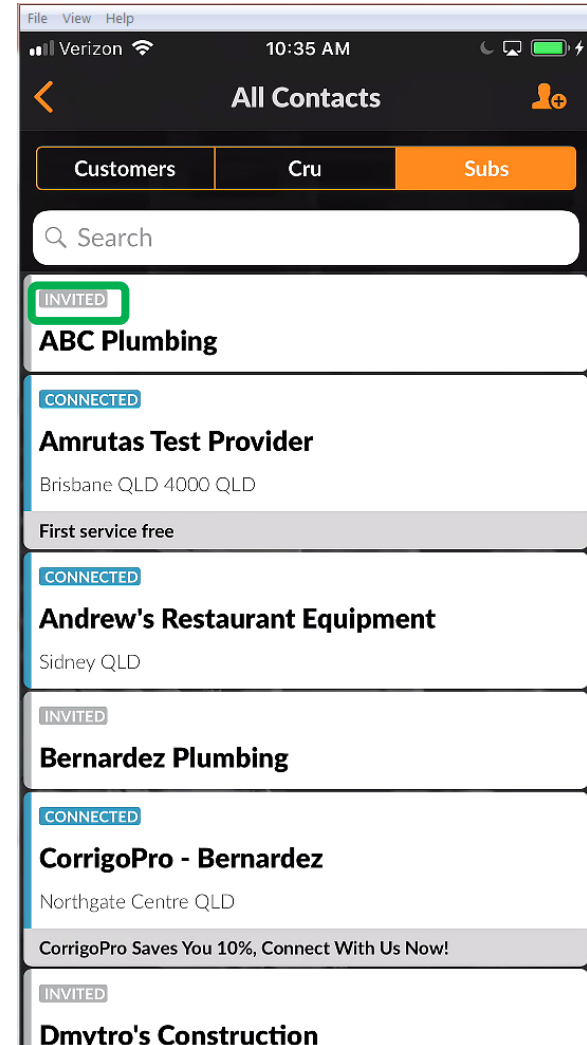 File View Help
Verizon 10:35 AM
All Contacts
Customers Cru Subs
Search
INVITED
ABC Plumbing
CONNECTED
Amrutas Test Provider
Brisbane QLD 4000 QLD
First service free
CONNECTED
Andrew's Restaurant Equipment
Sidney QLD
INVITED
Bernardez Plumbing
CONNECTED
CorrigoPro - Bernardez
Northgate Centre QLD
CorrigoPro Saves You 10%, Connect With Us Now!
INVITED
Dmytro's Construction